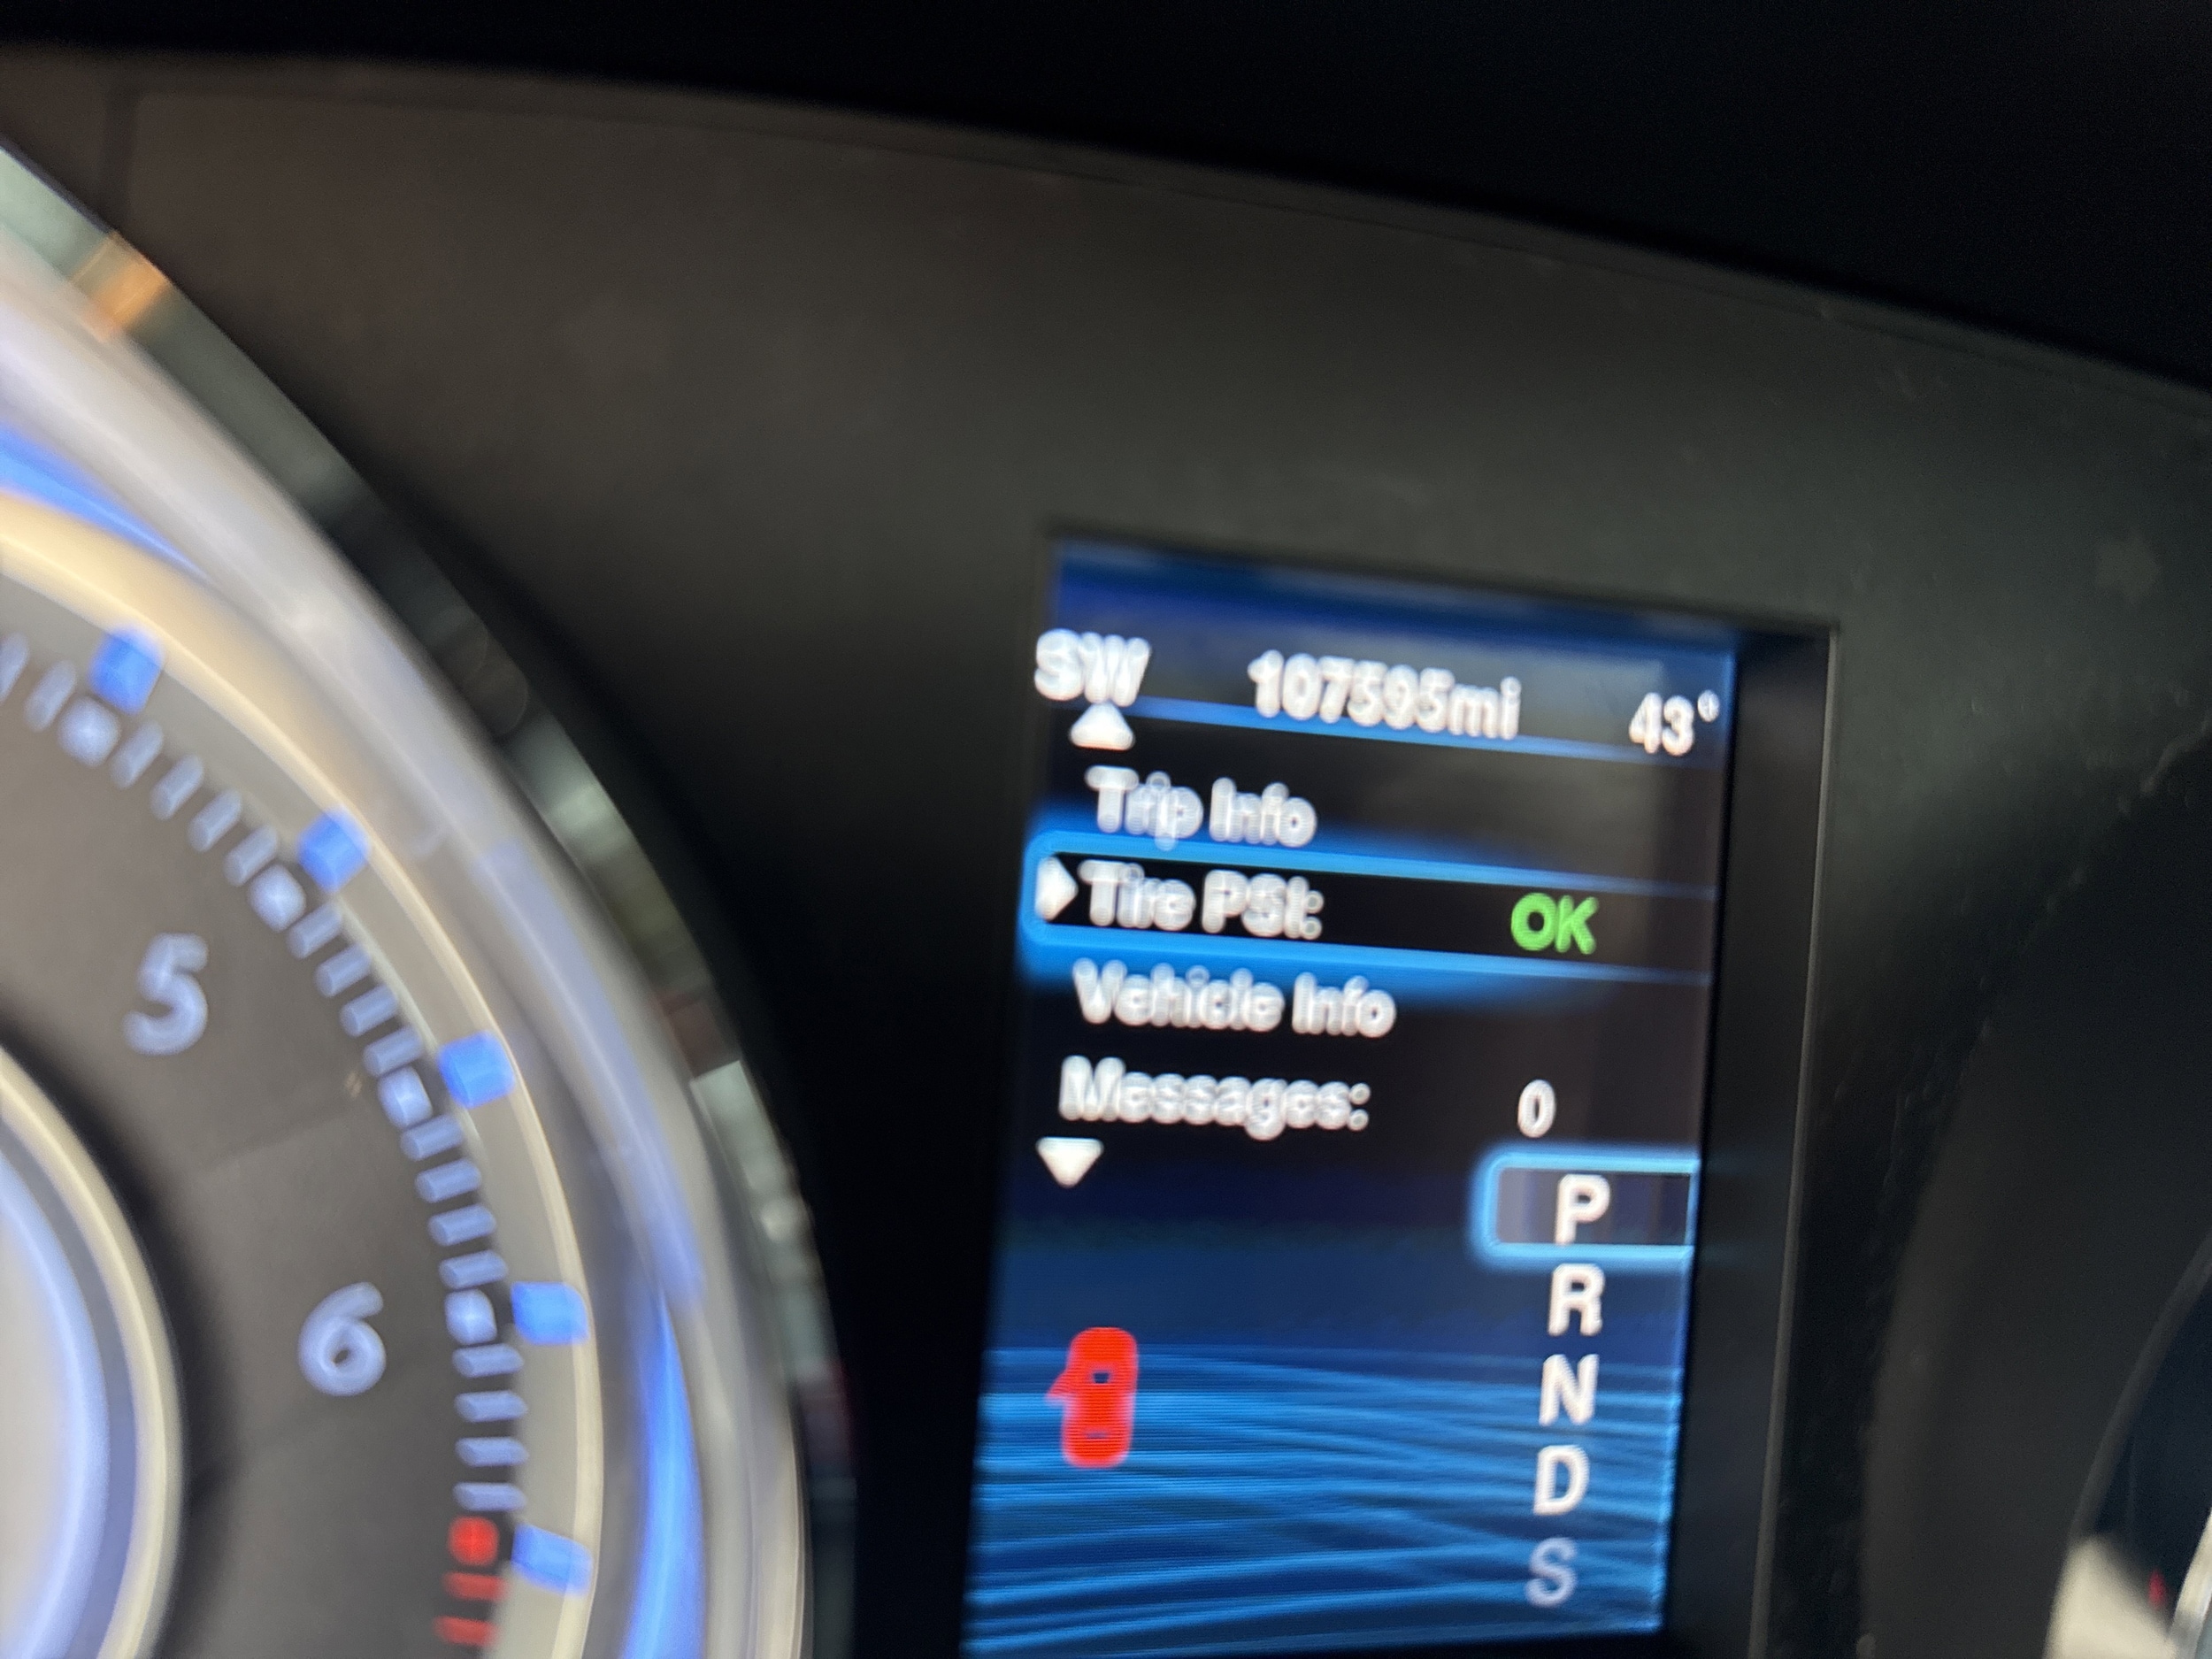 SW 107595mi 43°
Trip Info
Tire PSI: OK
Vehicle Info
Messages: 0
P
R
N
D
S
5
6